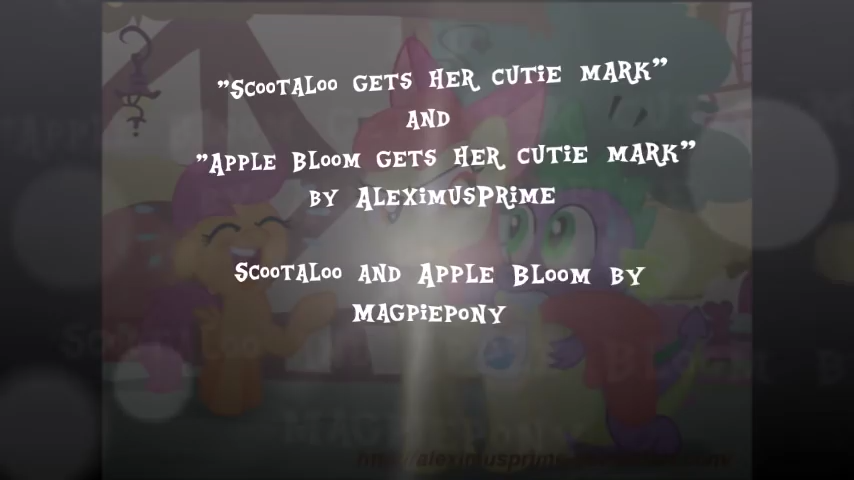 "Scootaloo gets her cutie mark"
and
"Apple Bloom gets her cutie mark"
by AleximusPrime
Scootaloo and Apple Bloom by
magpiepony